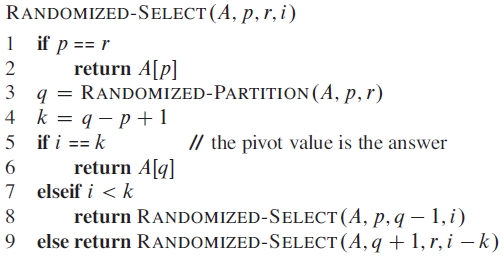 RANDOMIZED-SELECT(A, p, r, i)
1 if p == r
2 return A[p]
3 q = RANDOMIZED-PARTITION(A, p, r)
4 k = q − p + 1
5 if i == k // the pivot value is the answer
6 return A[q]
7 elseif i < k
8 return RANDOMIZED-SELECT(A, p, q − 1, i)
9 else return RANDOMIZED-SELECT(A, q + 1, r, i − k)